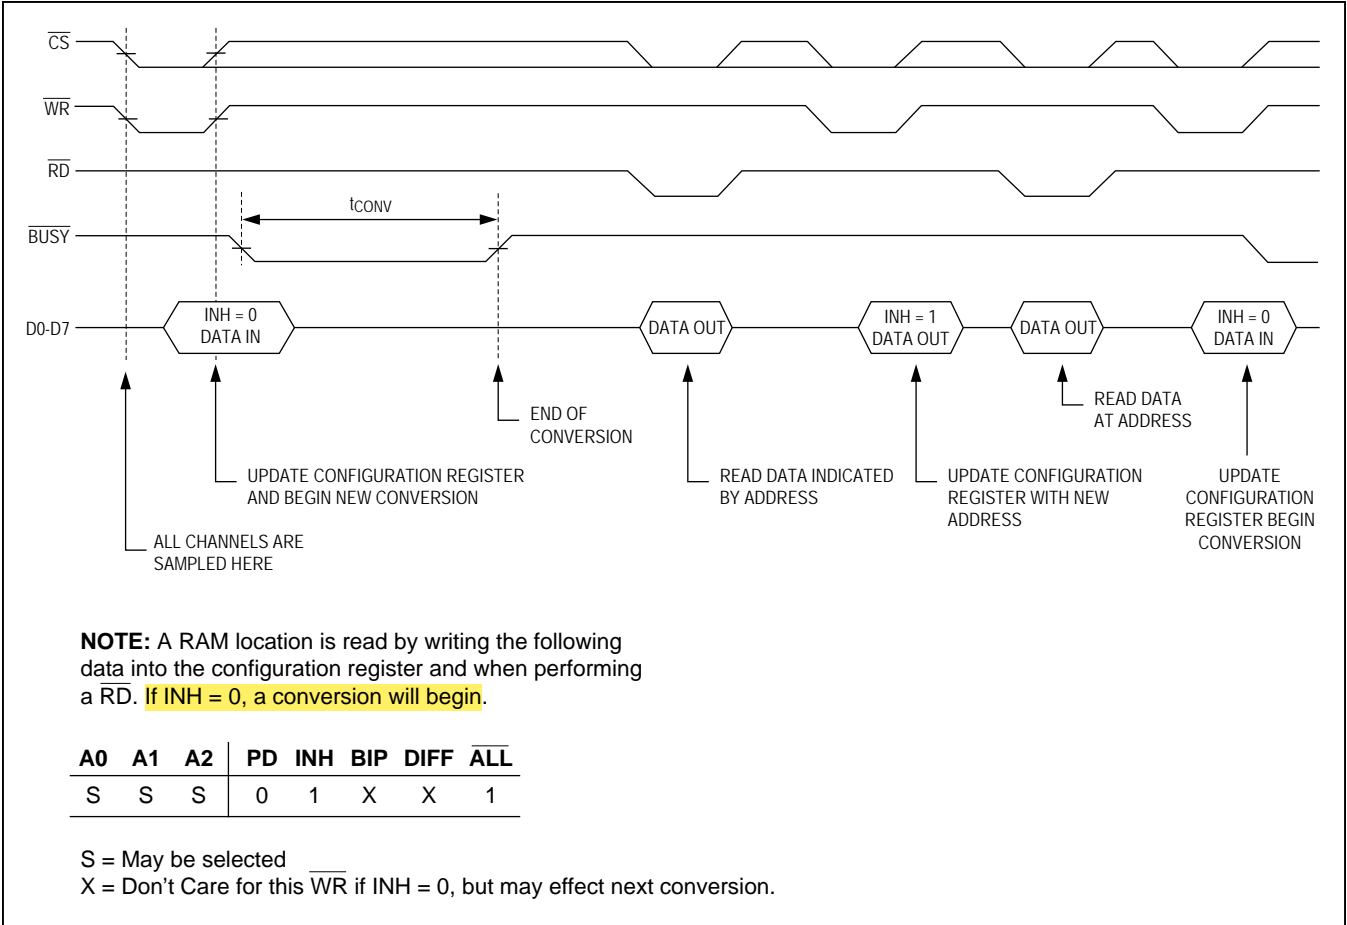 CS
WR
RD
tCONV
BUSY
D0-D7
INH = 0
DATA IN
DATA OUT
INH = 1
DATA OUT
DATA OUT
INH = 0
DATA IN
END OF
CONVERSION
READ DATA
AT ADDRESS
UPDATE CONFIGURATION REGISTER
AND BEGIN NEW CONVERSION
READ DATA INDICATED
BY ADDRESS
UPDATE CONFIGURATION
REGISTER WITH NEW
ADDRESS
UPDATE
CONFIGURATION
REGISTER BEGIN
CONVERSION
ALL CHANNELS ARE
SAMPLED HERE
NOTE: A RAM location is read by writing the following
data into the configuration register and when performing
a RD. If INH = 0, a conversion will begin.
A0 A1 A2 PD INH BIP DIFF ALL
S S S 0 1 X X 1
S = May be selected
X = Don't Care for this WR if INH = 0, but may effect next conversion.